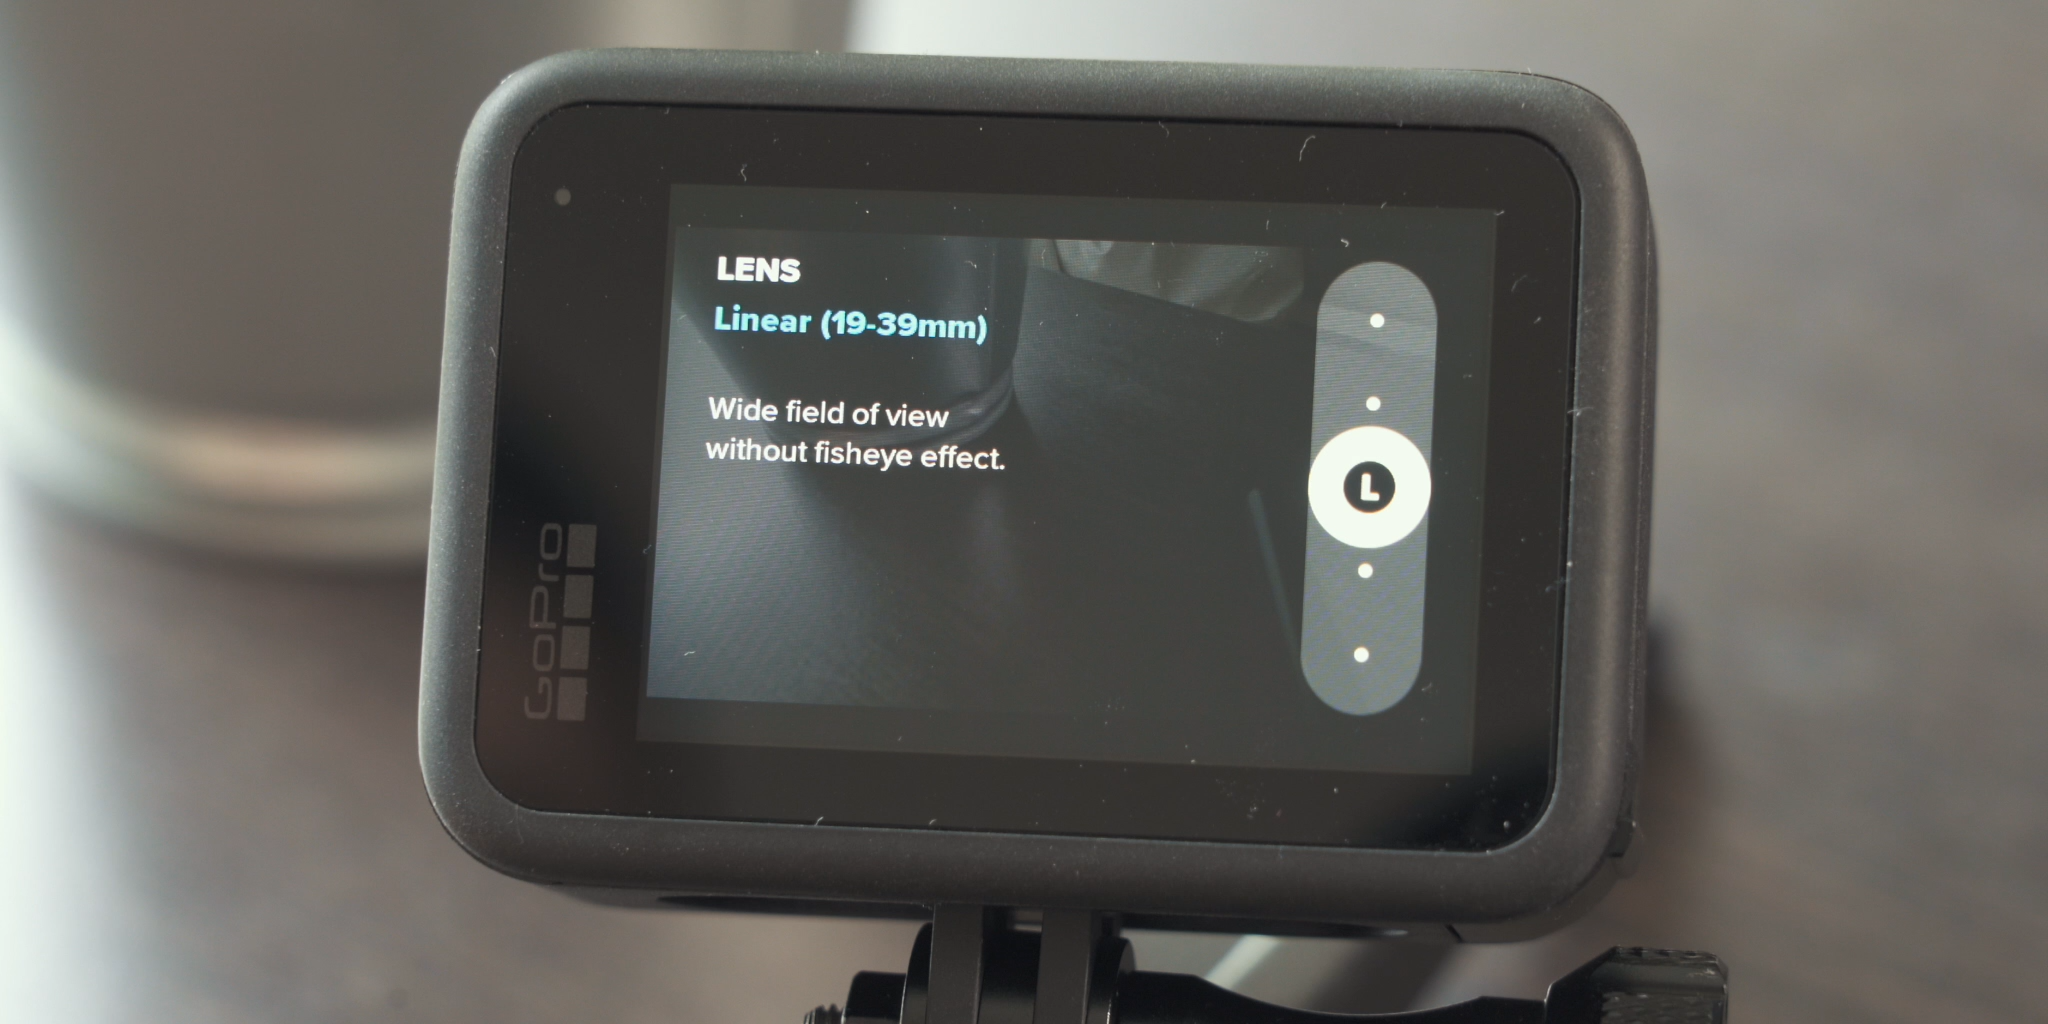 LENS
Linear (19-39mm)
Wide field of view
without fisheye effect.
L
GoPro